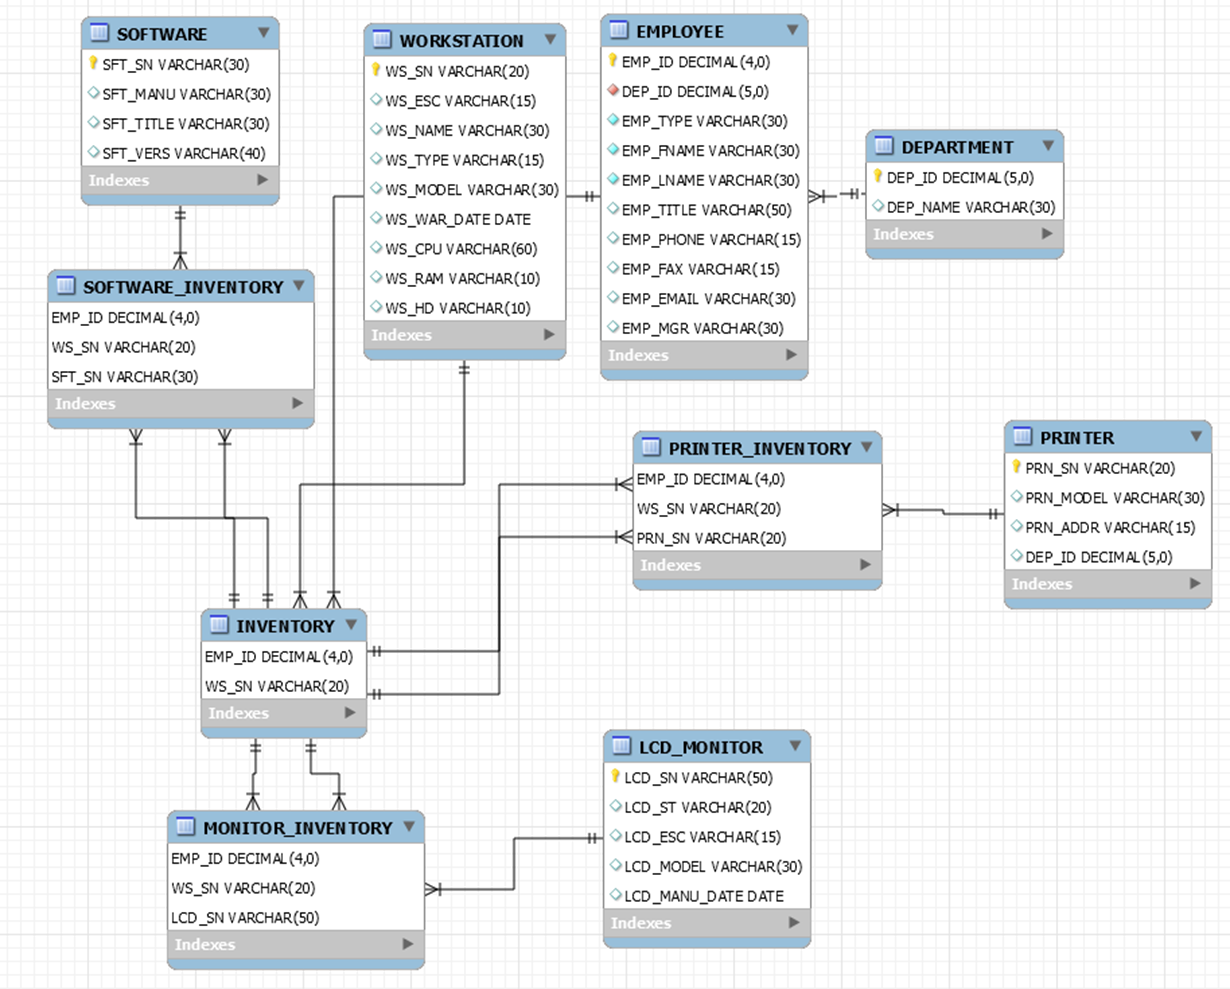 SOFTWARE
SFT_SN VARCHAR(30)
SFT_MANU VARCHAR(30)
SFT_TITLE VARCHAR(30)
SFT_VERS VARCHAR(40)
Indexes
WORKSTATION
WS_SN VARCHAR(20)
WS_ESC VARCHAR(15)
WS_NAME VARCHAR(30)
WS_TYPE VARCHAR(15)
WS_MODEL VARCHAR(30)
WS_WAR_DATE DATE
WS_CPU VARCHAR(60)
WS_RAM VARCHAR(10)
WS_HD VARCHAR(10)
Indexes
EMPLOYEE
EMP_ID DECIMAL(4,0)
DEP_ID DECIMAL(5,0)
EMP_TYPE VARCHAR(30)
EMP_FNAME VARCHAR(30)
EMP_LNAME VARCHAR(30)
EMP_TITLE VARCHAR(50)
EMP_PHONE VARCHAR(15)
EMP_FAX VARCHAR(15)
EMP_EMAIL VARCHAR(30)
EMP_MGR VARCHAR(30)
Indexes
DEPARTMENT
DEP_ID DECIMAL(5,0)
DEP_NAME VARCHAR(30)
Indexes
SOFTWARE_INVENTORY
EMP_ID DECIMAL(4,0)
WS_SN VARCHAR(20)
SFT_SN VARCHAR(30)
Indexes
PRINTER_INVENTORY
EMP_ID DECIMAL(4,0)
WS_SN VARCHAR(20)
PRN_SN VARCHAR(20)
Indexes
PRINTER
PRN_SN VARCHAR(20)
PRN_MODEL VARCHAR(30)
PRN_ADDR VARCHAR(15)
DEP_ID DECIMAL(5,0)
Indexes
INVENTORY
EMP_ID DECIMAL(4,0)
WS_SN VARCHAR(20)
Indexes
LCD_MONITOR
LCD_SN VARCHAR(50)
LCD_ST VARCHAR(20)
LCD_ESC VARCHAR(15)
LCD_MODEL VARCHAR(30)
LCD_MANU_DATE DATE
Indexes
MONITOR_INVENTORY
EMP_ID DECIMAL(4,0)
WS_SN VARCHAR(20)
LCD_SN VARCHAR(50)
Indexes